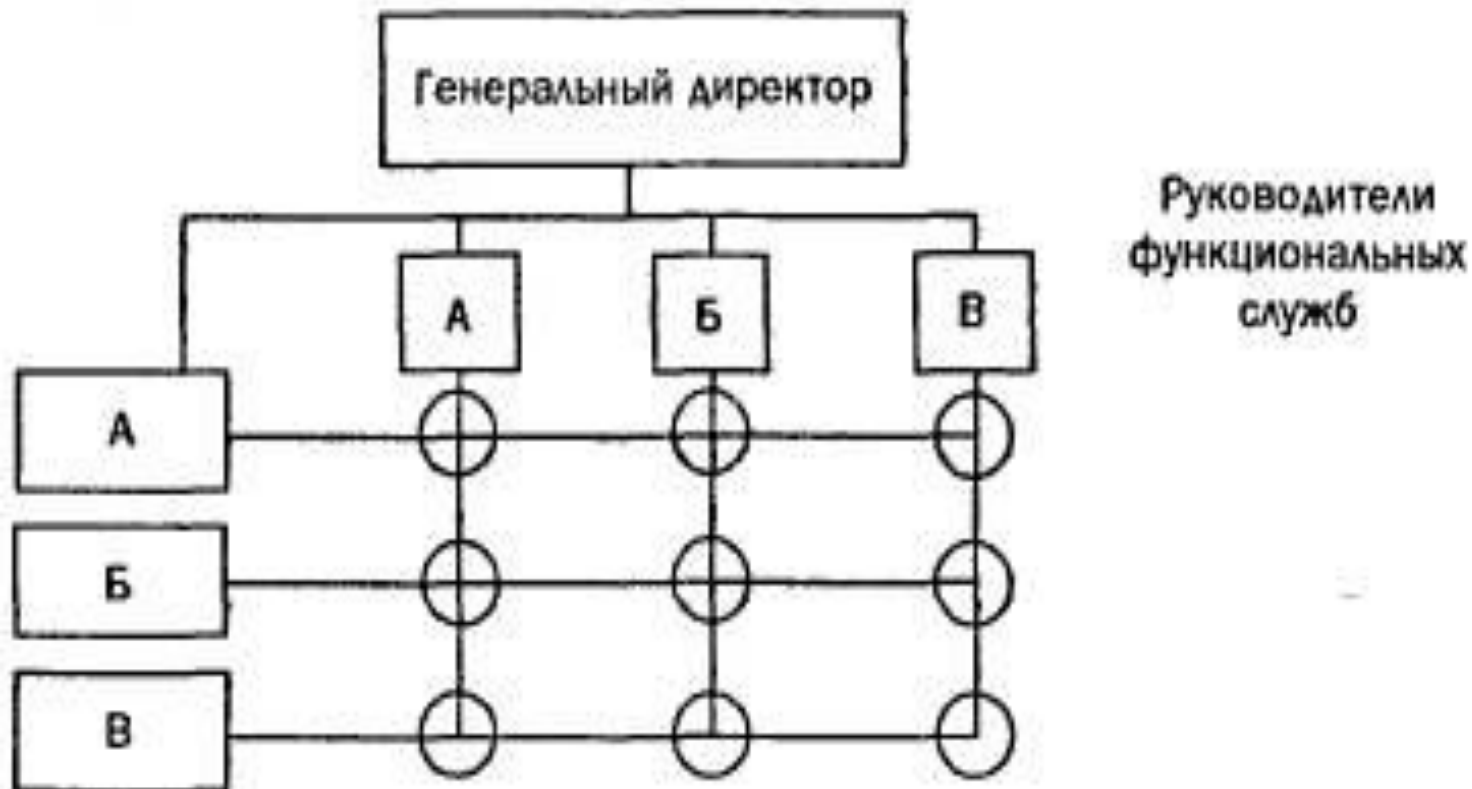 Генеральный директор
Руководители
функциональных
служб
А
Б
В
А
Б
В